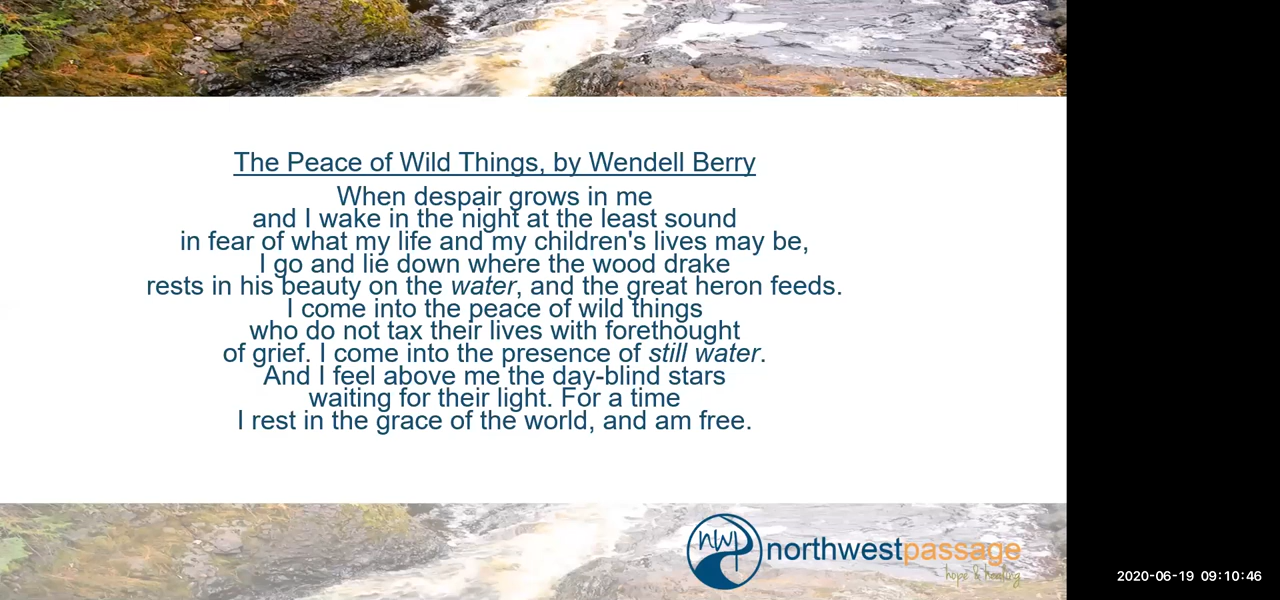 The Peace of Wild Things, by Wendell Berry
When despair grows in me
and I wake in the night at the least sound
in fear of what my life and my children's lives may be,
I go and lie down where the wood drake
rests in his beauty on the water, and the great heron feeds.
I come into the peace of wild things
who do not tax their lives with forethought
of grief. I come into the presence of still water.
And I feel above me the day-blind stars
waiting for their light. For a time
I rest in the grace of the world, and am free.
nwp
northwestpassage
hope & healing
2020-06-19 09:10:46